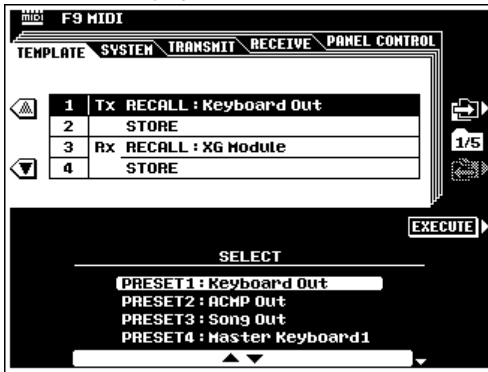 MIDI F9 MIDI
TEMPLATE SYSTEM TRANSMIT RECEIVE PANEL CONTROL
1 Tx RECALL : Keyboard Out
2 STORE
3 Rx RECALL : XG Module
4 STORE
1/5
EXECUTE
SELECT
PRESET1 : Keyboard Out
PRESET2 : ACMP Out
PRESET3 : Song Out
PRESET4 : Master Keyboard1